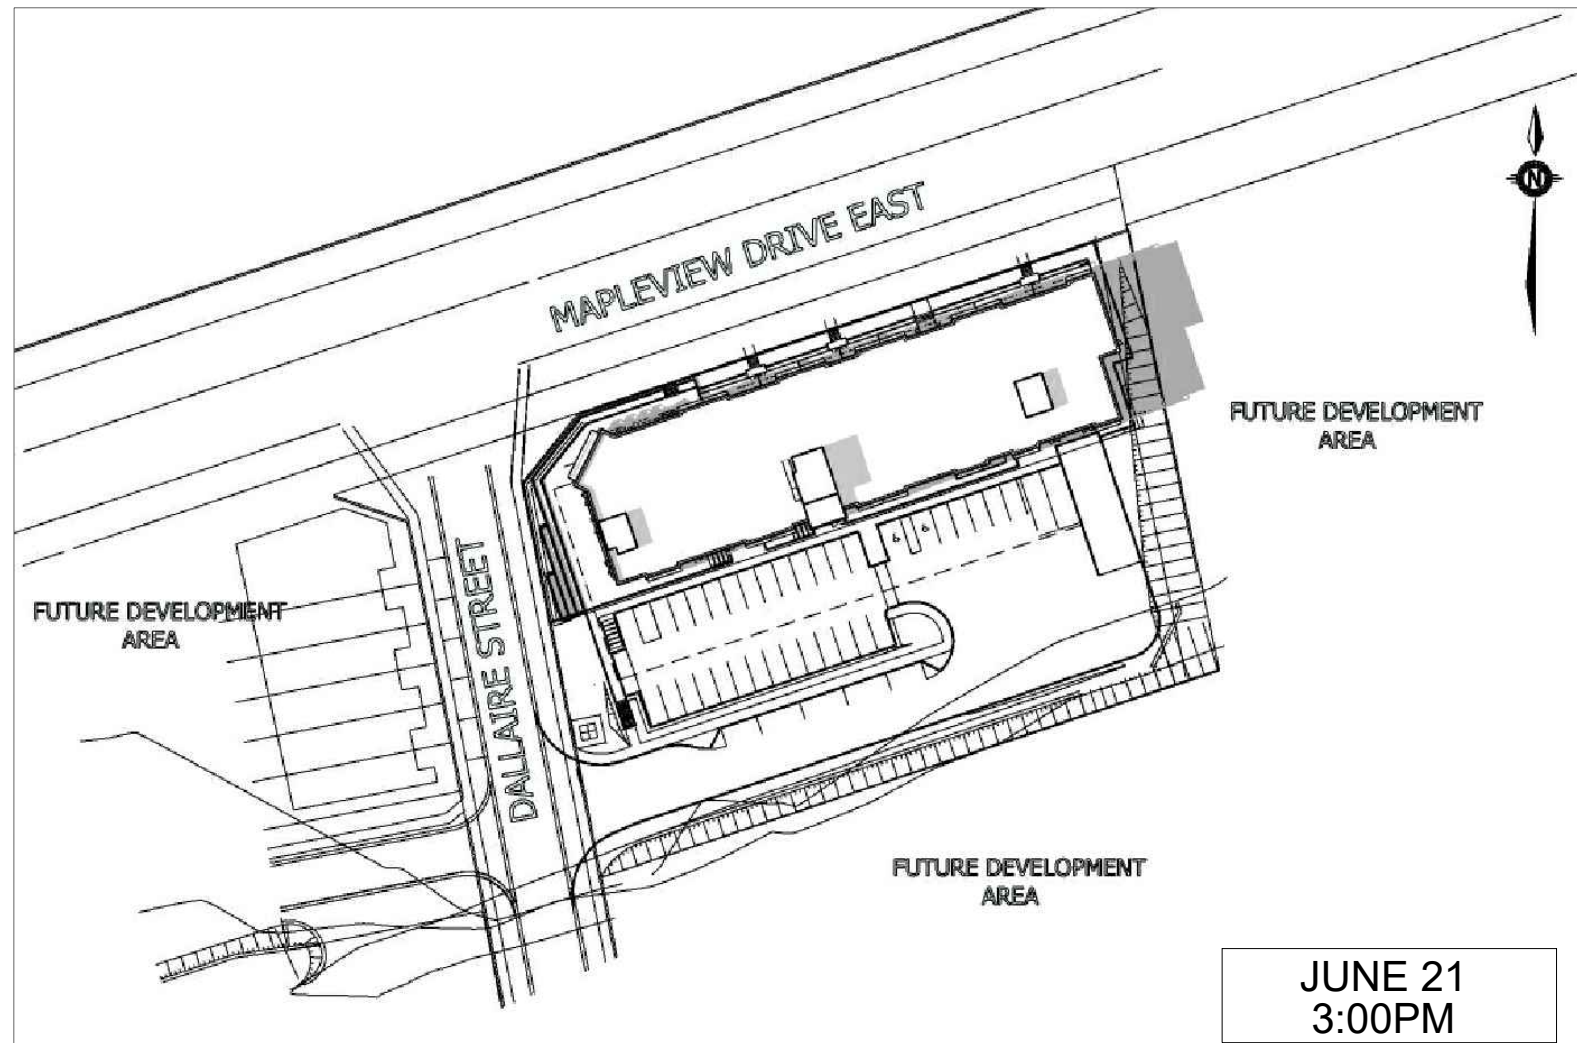 MAPLEVIEW DRIVE EAST
N
FUTURE DEVELOPMENT
AREA
FUTURE DEVELOPMENT
AREA
DALLAIRE STREET
FUTURE DEVELOPMENT
AREA
JUNE 21
3:00PM